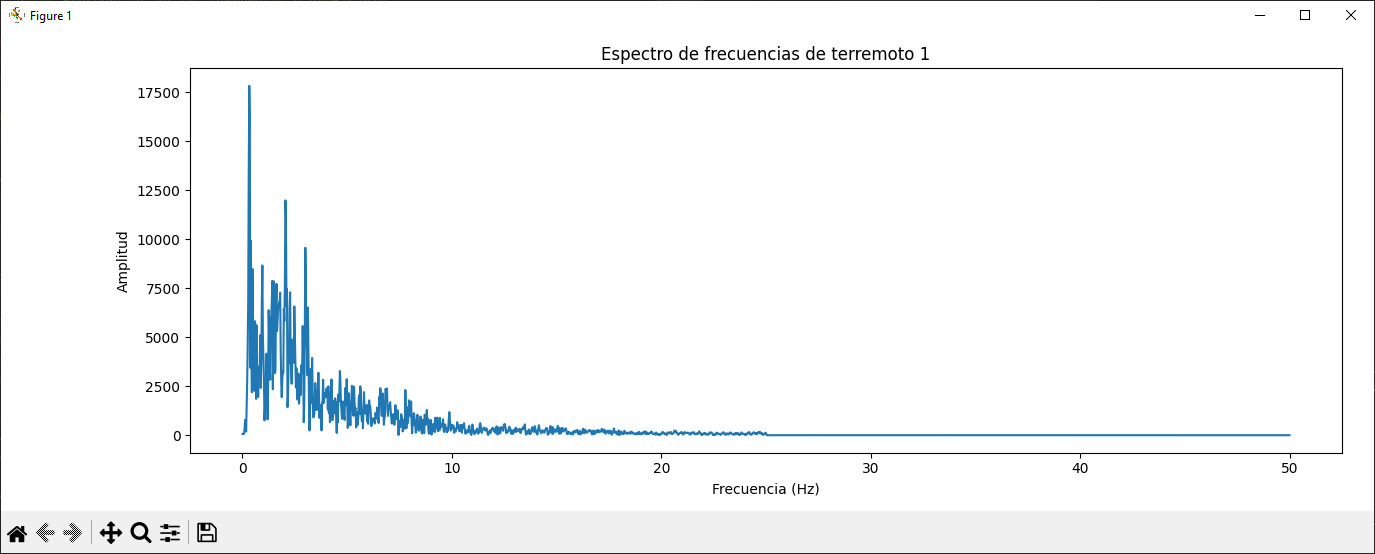 Figure 1
Espectro de frecuencias de terremoto 1
17500
15000
12500
10000
7500
5000
2500
0
Amplitud
0 10 20 30 40 50
Frecuencia (Hz)